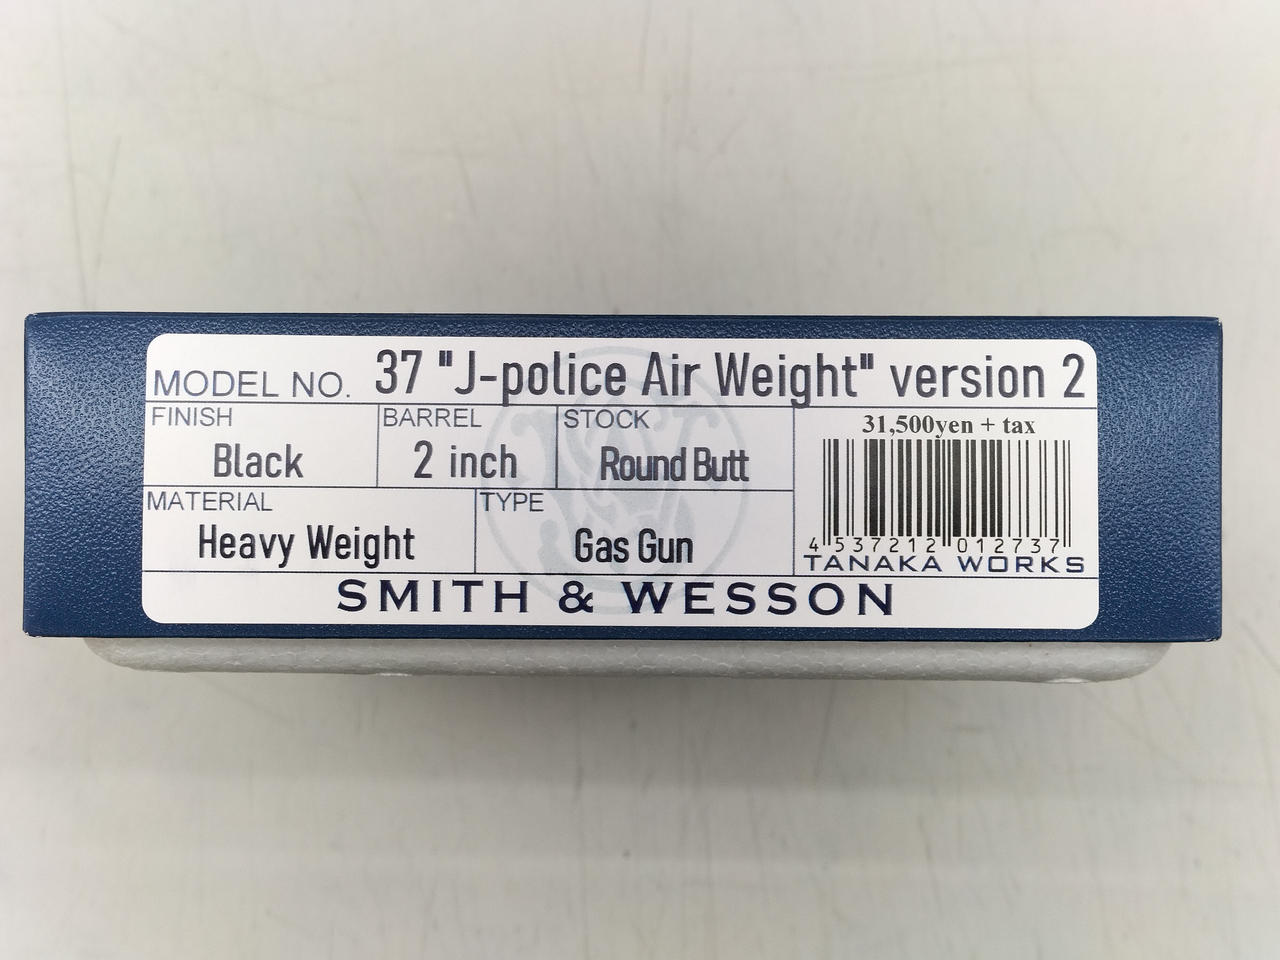 MODEL NO. 37 "J-police Air Weight" version 2
FINISH
Black
BARREL
2 inch
STOCK
Round Butt
31,500yen + tax
4 537212 012737
TANAKA WORKS
MATERIAL
Heavy Weight
TYPE
Gas Gun
SMITH & WESSON